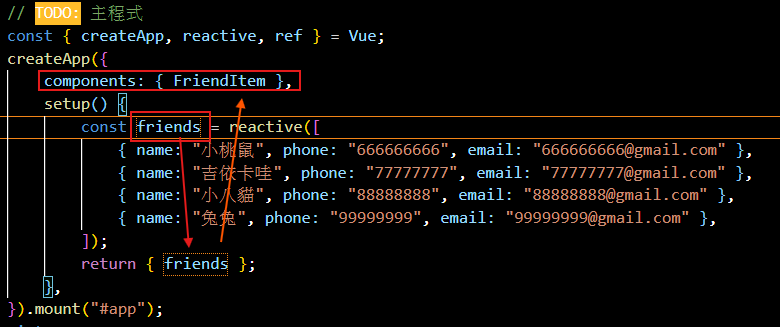 // TODO: 主程式
const { createApp, reactive, ref } = Vue;
createApp({
components: { FriendItem },
setup() {
const friends = reactive([
{ name: "小桃鼠", phone: "666666666", email: "666666666@gmail.com" },
{ name: "吉依卡哇", phone: "77777777", email: "77777777@gmail.com" },
{ name: "小八貓", phone: "88888888", email: "88888888@gmail.com" },
{ name: "兔兔", phone: "99999999", email: "99999999@gmail.com" },
]);
return { friends };
},
}).mount("#app");